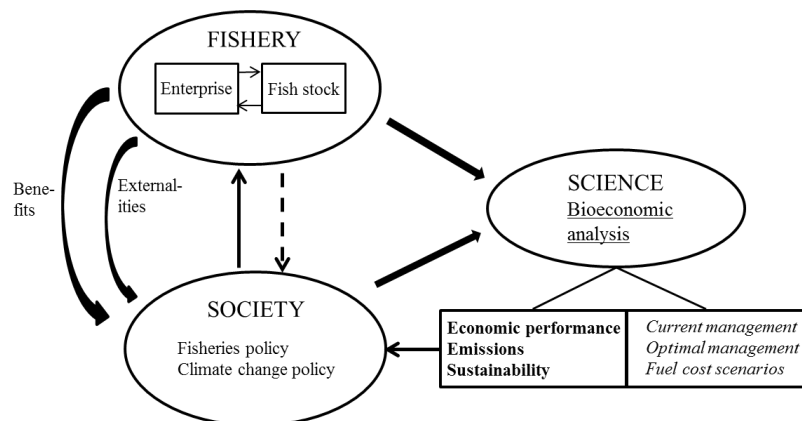 FISHERY
Enterprise
Fish stock
Bene-
fits
External-
ities
SCIENCE
Bioeconomic
analysis
SOCIETY
Fisheries policy
Climate change policy
Economic performance
Emissions
Sustainability
Current management
Optimal management
Fuel cost scenarios